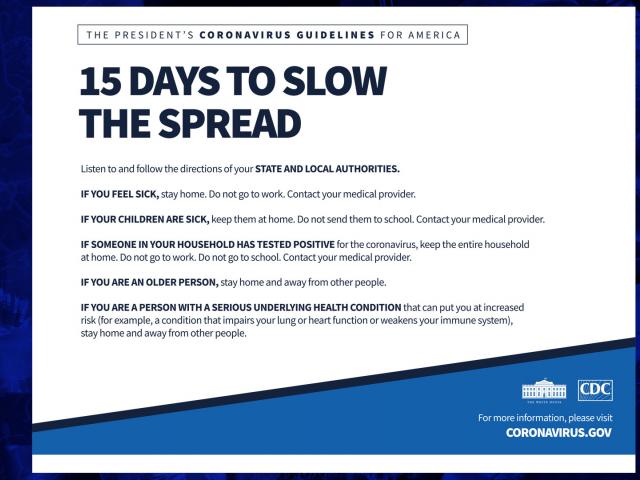 THE PRESIDENT'S CORONAVIRUS GUIDELINES FOR AMERICA
15 DAYS TO SLOW
THE SPREAD
Listen to and follow the directions of your STATE AND LOCAL AUTHORITIES.
IF YOU FEEL SICK, stay home. Do not go to work. Contact your medical provider.
IF YOUR CHILDREN ARE SICK, keep them at home. Do not send them to school. Contact your medical provider.
IF SOMEONE IN YOUR HOUSEHOLD HAS TESTED POSITIVE for the coronavirus, keep the entire household
at home. Do not go to work. Do not go to school. Contact your medical provider.
IF YOU ARE AN OLDER PERSON, stay home and away from other people.
IF YOU ARE A PERSON WITH A SERIOUS UNDERLYING HEALTH CONDITION that can put you at increased
risk (for example, a condition that impairs your lung or heart function or weakens your immune system),
stay home and away from other people.
THE WHITE HOUSE
CDC
For more information, please visit
CORONAVIRUS.GOV